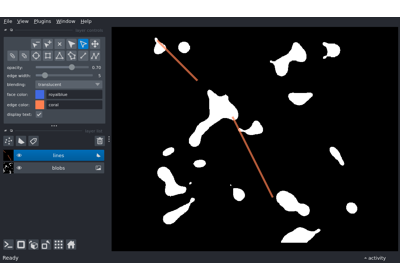 File View Plugins Window Help
opacity: 0.70
edge width: 5
blending: translucent
face color: royalblue
edge color: coral
display text:
lines
blobs
Ready
activity